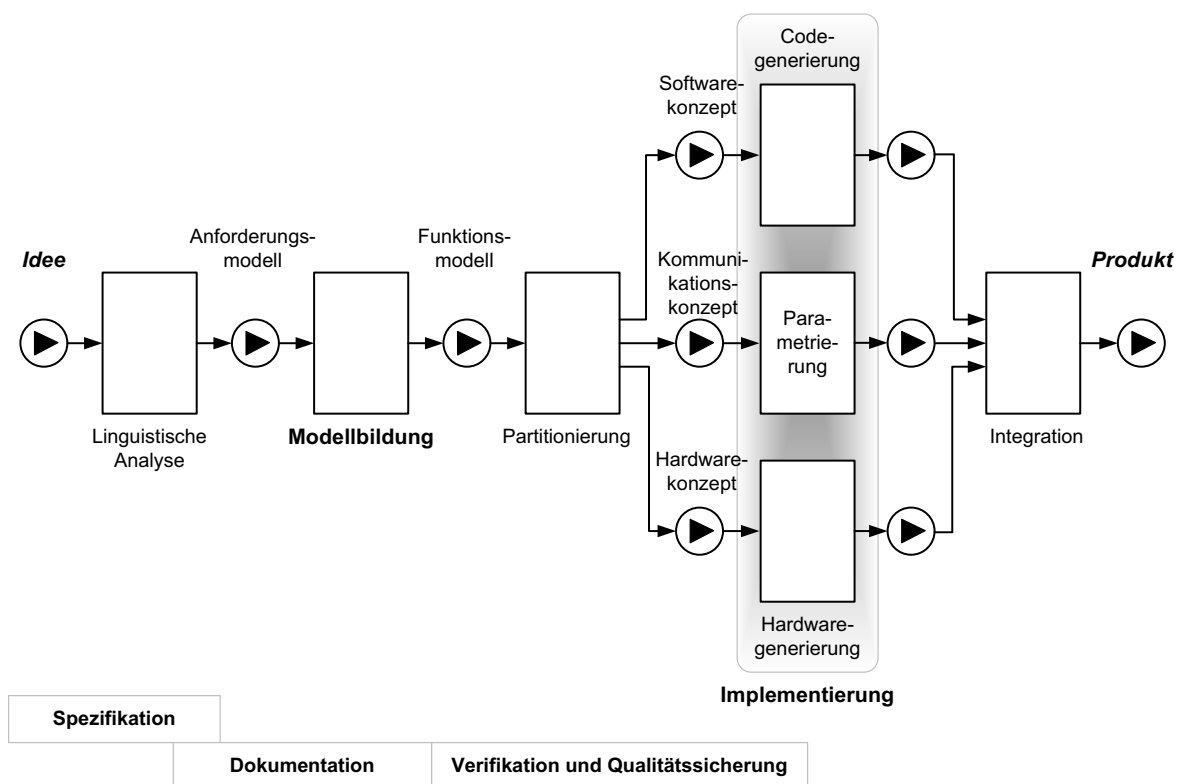 Code-
generierung
Software-
konzept
Anforderungs-
modell
Funktions-
modell
Kommuni-
kations-
konzept
Idee
Produkt
Para-
metrie-
rung
Linguistische
Analyse
Modellbildung
Partitionierung
Integration
Hardware-
konzept
Hardware-
generierung
Implementierung
Spezifikation
Dokumentation
Verifikation und Qualitätssicherung